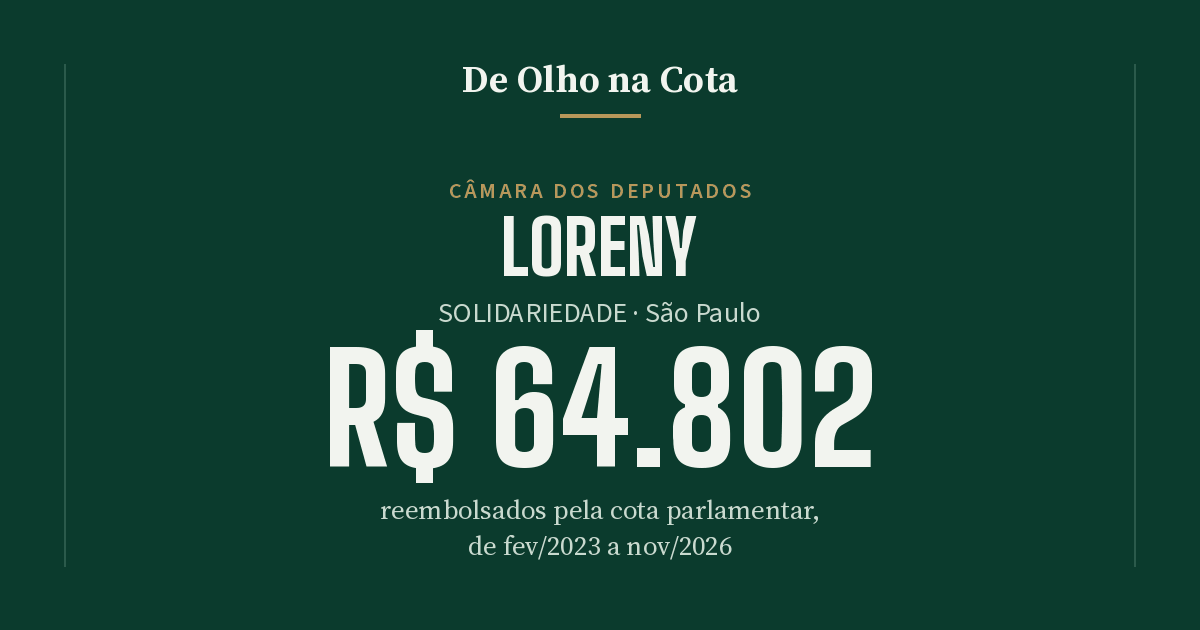 De Olho na Cota
CÂMARA DOS DEPUTADOS
LORENY
SOLIDARIEDADE · São Paulo
R$ 64.802
reembolsados pela cota parlamentar,
de fev/2023 a nov/2026